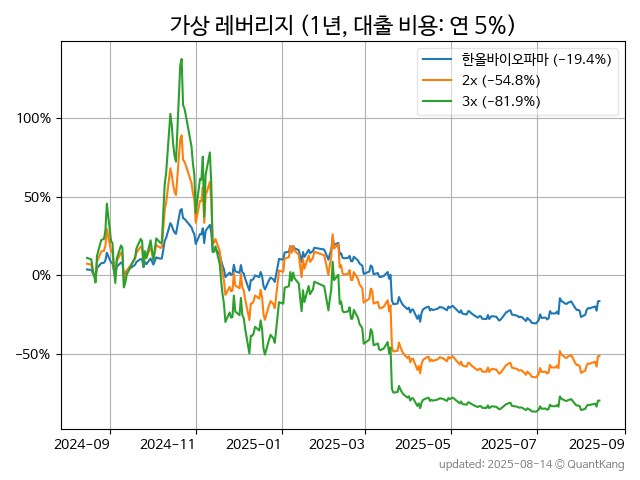 가상 레버리지 (1년, 대출 비용: 연 5%)
한올바이오파마 (−19.4%)
2x (−54.8%)
3x (−81.9%)
100%
50%
0%
−50%
2024-09 2024-11 2025-01 2025-03 2025-05 2025-07 2025-09
updated: 2025-08-14 © QuantKang